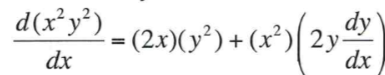 d(x²y²)/dx = (2x)(y²) + (x²)(2y dy/dx)